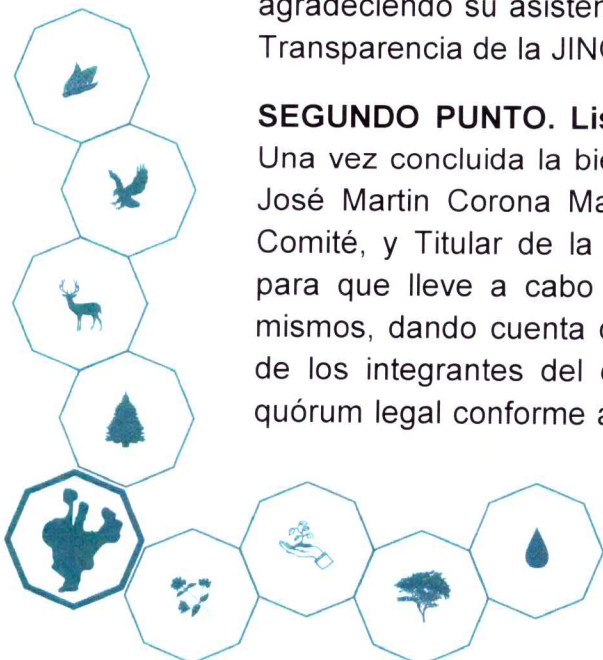 agradeciendo su asisten
Transparencia de la JIN
SEGUNDO PUNTO. Lis
Una vez concluida la bie
José Martin Corona Ma
Comité, y Titular de la
para que lleve a cabo
mismos, dando cuenta
de los integrantes del
quórum legal conforme a